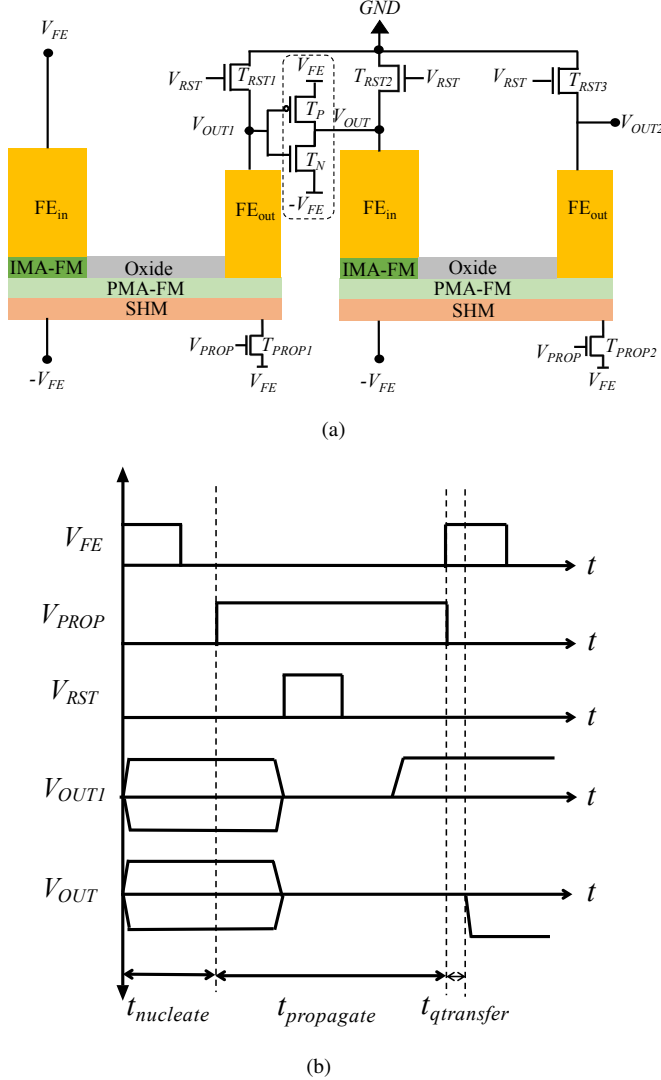 V_FE
GND
V_RST T_RST1 V_FE T_RST2 V_RST V_RST T_RST3
V_OUT1 T_P V_OUT V_OUT2
T_N
-V_FE
FE_in FE_out FE_in FE_out
IMA-FM Oxide IMA-FM Oxide
PMA-FM PMA-FM
SHM SHM
V_PROP T_PROP1 V_PROP T_PROP2
-V_FE V_FE -V_FE V_FE
(a)
V_FE t
V_PROP t
V_RST t
V_OUT1 t
V_OUT t
t_nucleate t_propagate t_qtransfer
(b)